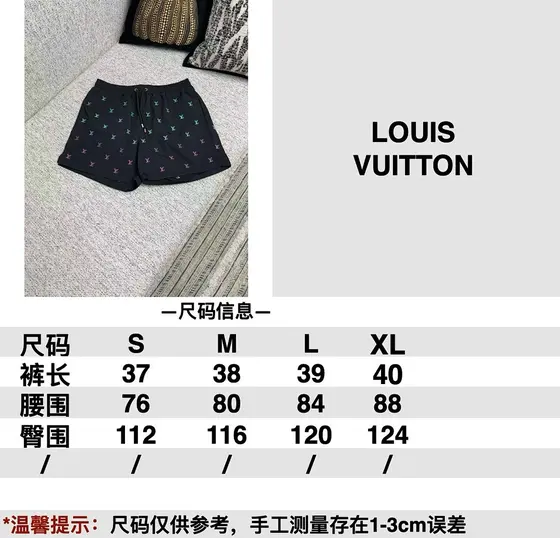 LOUIS
VUITTON
—尺码信息—
尺码 S M L XL
裤长 37 38 39 40
腰围 76 80 84 88
臀围 112 116 120 124
/ / / / /
*温馨提示：尺码仅供参考，手工测量存在1-3cm误差